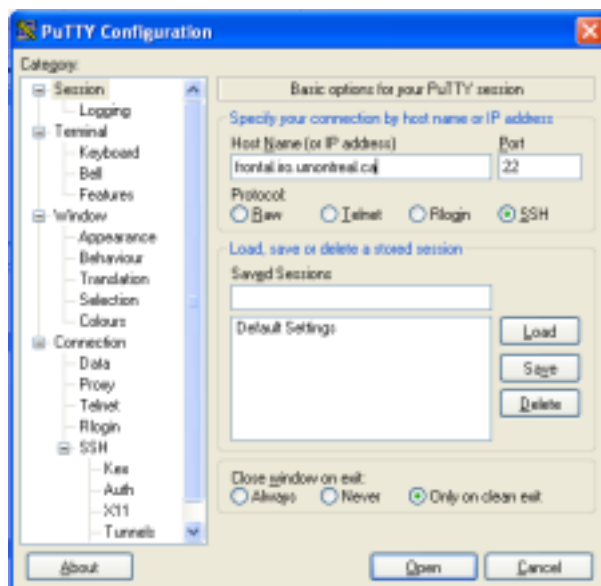 PuTTY Configuration
Category:
Session
Logging
Terminal
Keyboard
Bell
Features
Window
Appearance
Behaviour
Translation
Selection
Colours
Connection
Data
Proxy
Telnet
Rlogin
SSH
Kex
Auth
X11
Tunnels
Basic options for your PuTTY session
Specify your connection by host name or IP address
Host Name (or IP address) Port
frontal.iro.umontreal.ca 22
Protocol:
Raw Telnet Rlogin SSH
Load, save or delete a stored session
Saved Sessions
Default Settings
Load
Save
Delete
Close window on exit:
Always Never Only on clean exit
About Open Cancel